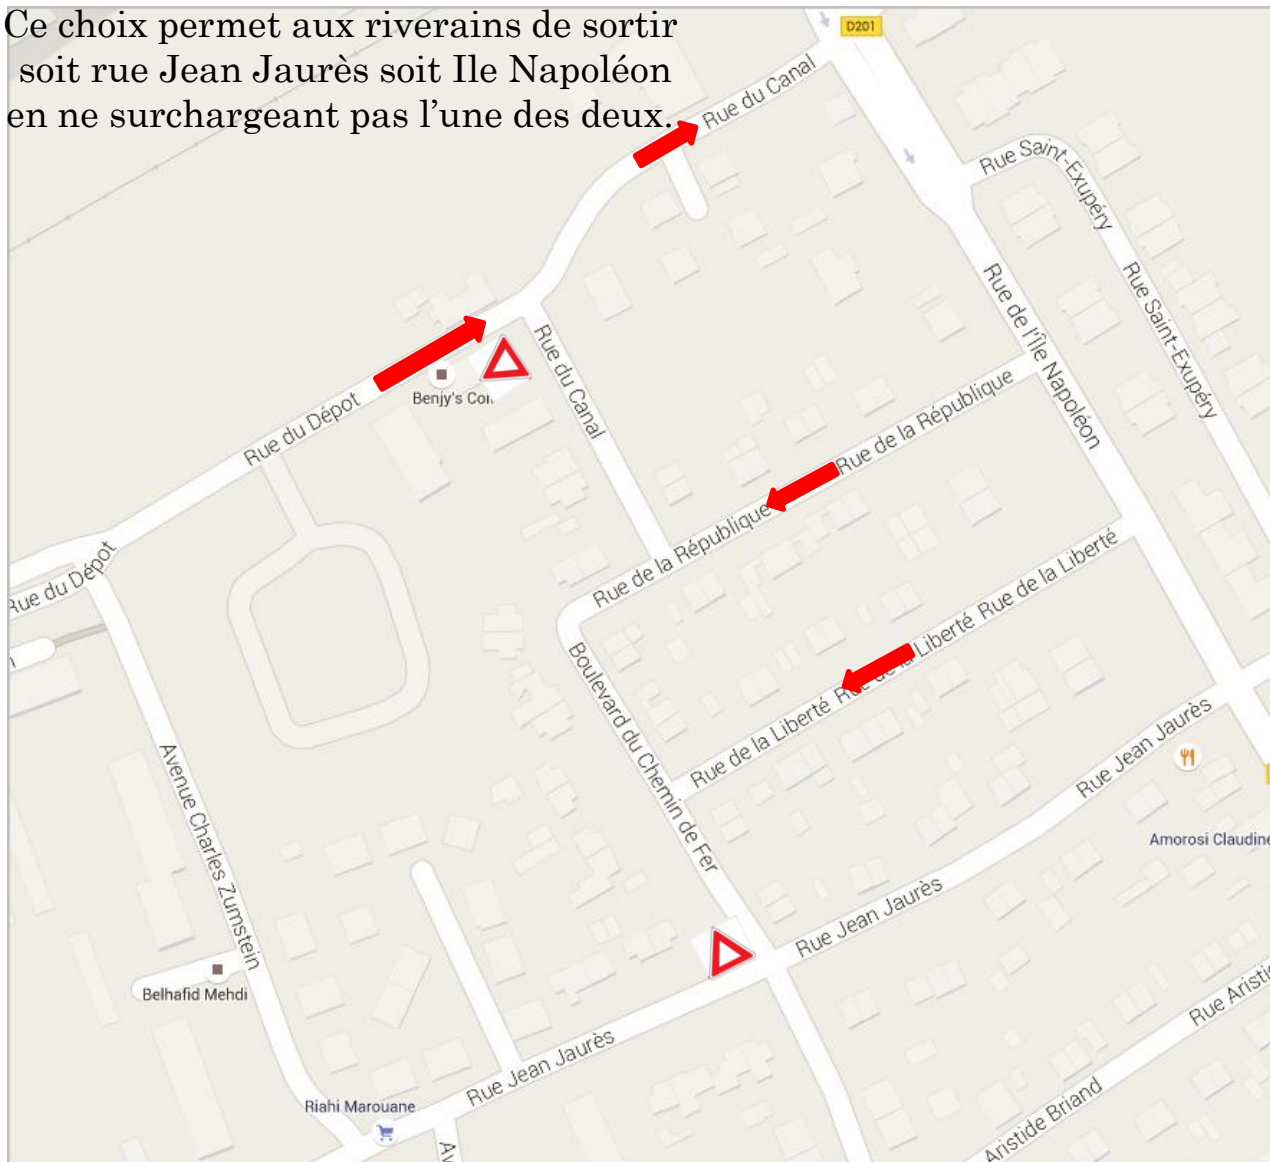 Ce choix permet aux riverains de sortir
soit rue Jean Jaurès soit Ile Napoléon
en ne surchargeant pas l’une des deux.
D201
Rue du Canal
Rue Saint-Exupéry
Rue Saint-Exupéry
Rue de l'Île Napoléon
Rue du Canal
Benjy's Con
Rue du Dépot
Rue de la République
Rue de la République
Rue du Dépot
Rue de la Liberté
Rue de la Liberté
Rue de la Liberté
Boulevard du Chemin de Fer
Rue Jean Jaurès
Amorosi Claudine
Avenue Charles Zumstein
Rue Jean Jaurès
Belhafid Mehdi
Rue Aristi
Rue Jean Jaurès
Riahi Marouane
Av
Aristide Briand